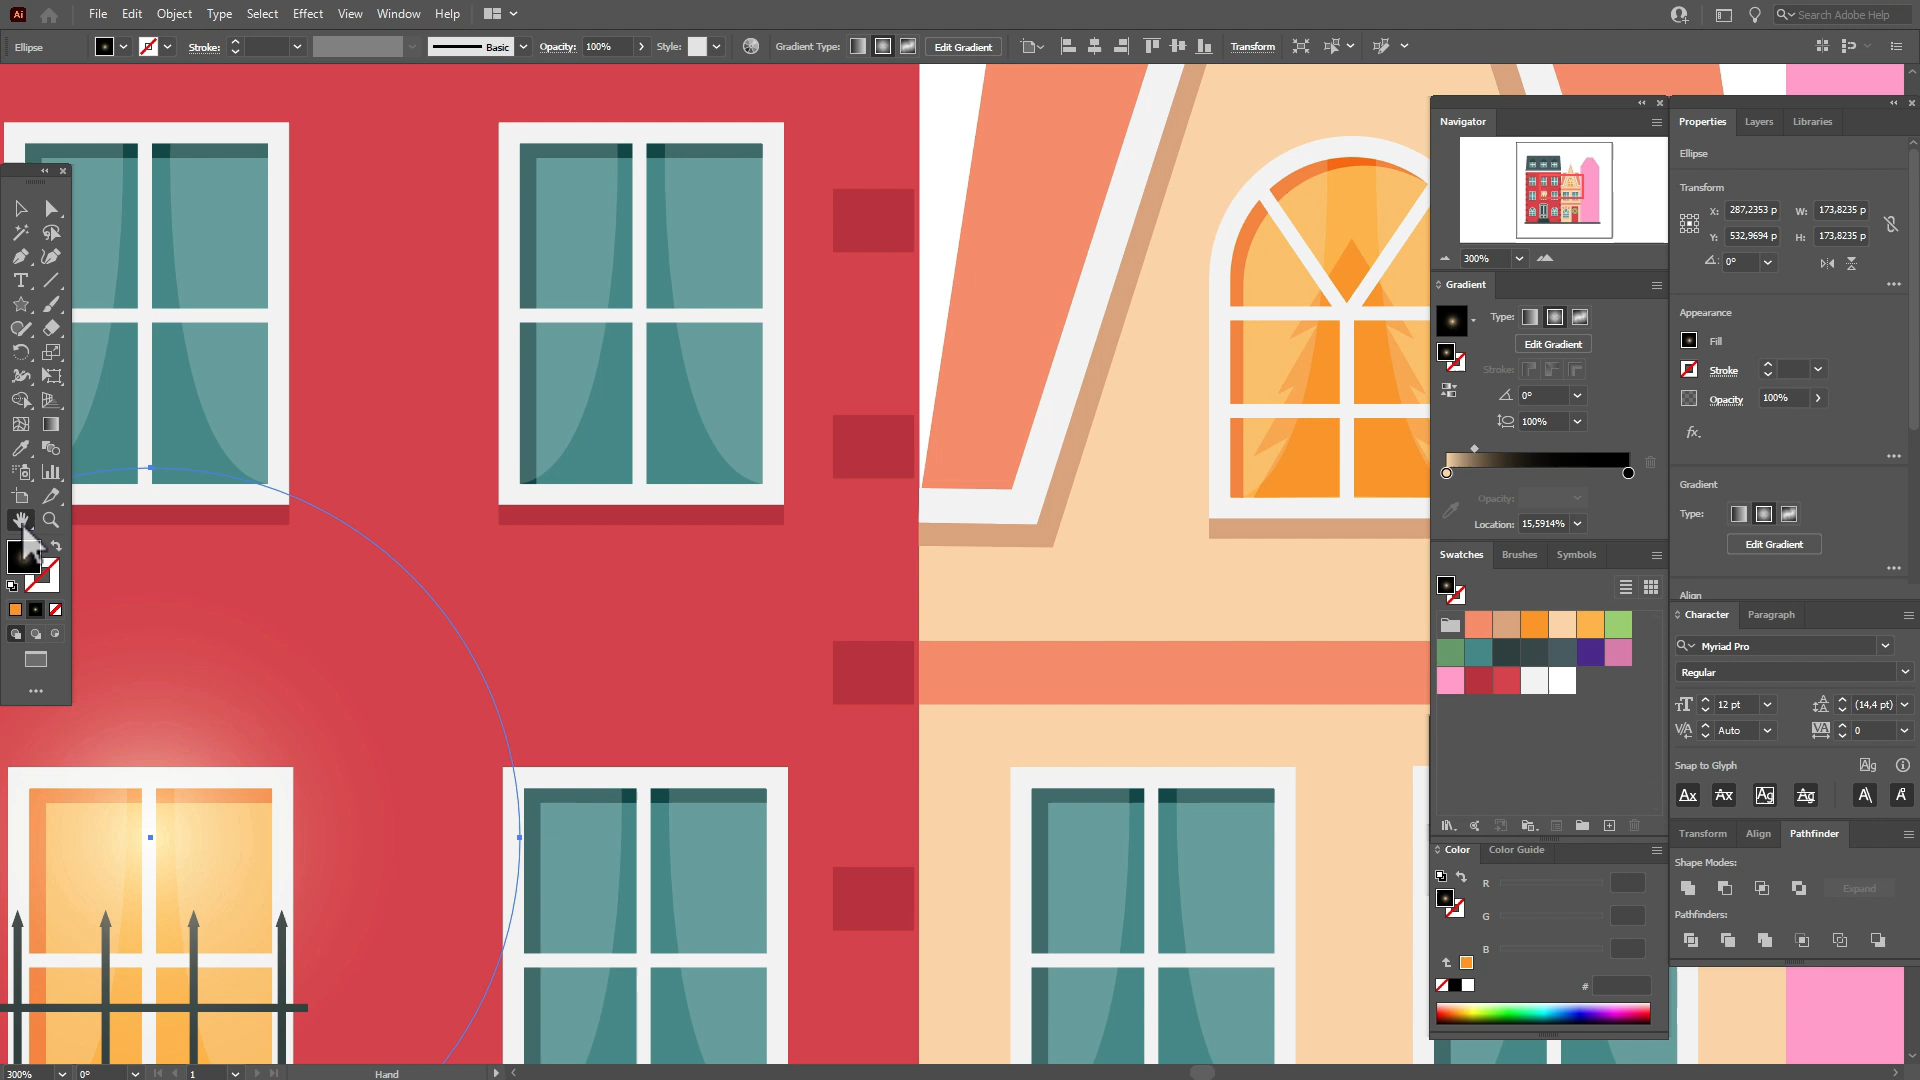 Ai File Edit Object Type Select Effect View Window Help Search Adobe Help
Ellipse Stroke: Basic Opacity: 100% Style: Gradient Type: Edit Gradient Transform
Navigator
300%
Gradient
Type:
Edit Gradient
Stroke:
0°
100%
Opacity:
Location: 15,5914%
Swatches Brushes Symbols
Color Color Guide
R
G
B
#
Properties Layers Libraries
Ellipse
Transform
X: 287,2353 p W: 173,8235 p
Y: 532,9694 p H: 173,8235 p
0°
Appearance
Fill
Stroke
Opacity 100%
fx.
Gradient
Type:
Edit Gradient
Align
Character Paragraph
Myriad Pro
Regular
12 pt (14,4 pt)
Auto 0
Snap to Glyph
Transform Align Pathfinder
Shape Modes:
Expand
Pathfinders:
300% 0° 1 Hand